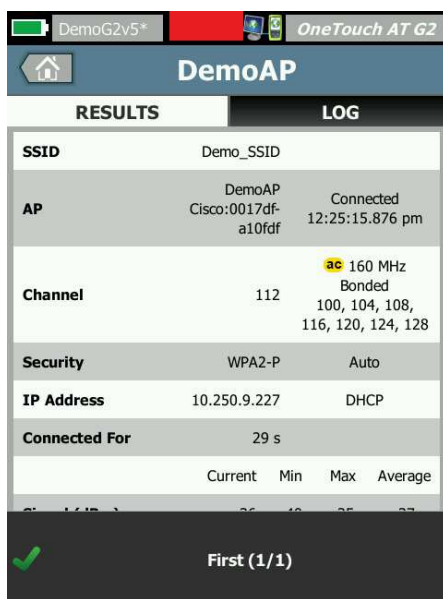 DemoG2v5*
OneTouch AT G2
DemoAP
RESULTS LOG
SSID Demo_SSID
AP DemoAP
Cisco:0017df-
a10fdf
Connected
12:25:15.876 pm
Channel 112
ac 160 MHz
Bonded
100, 104, 108,
116, 120, 124, 128
Security WPA2-P Auto
IP Address 10.250.9.227 DHCP
Connected For 29 s
Current Min Max Average
First (1/1)